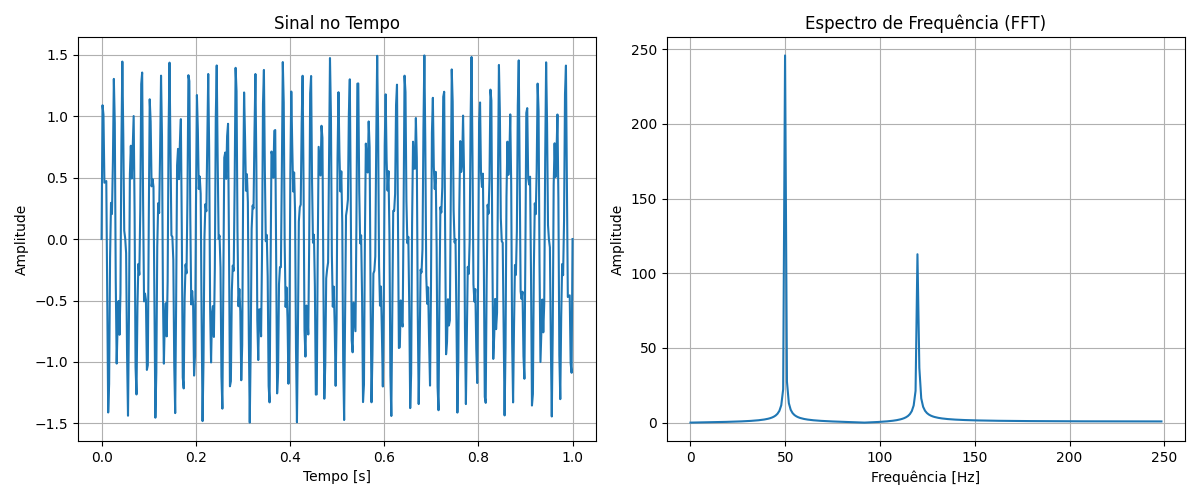 Sinal no Tempo
Amplitude
1.5
1.0
0.5
0.0
−0.5
−1.0
−1.5
0.0 0.2 0.4 0.6 0.8 1.0
Tempo [s]
Espectro de Frequência (FFT)
Amplitude
250
200
150
100
50
0
0 50 100 150 200 250
Frequência [Hz]